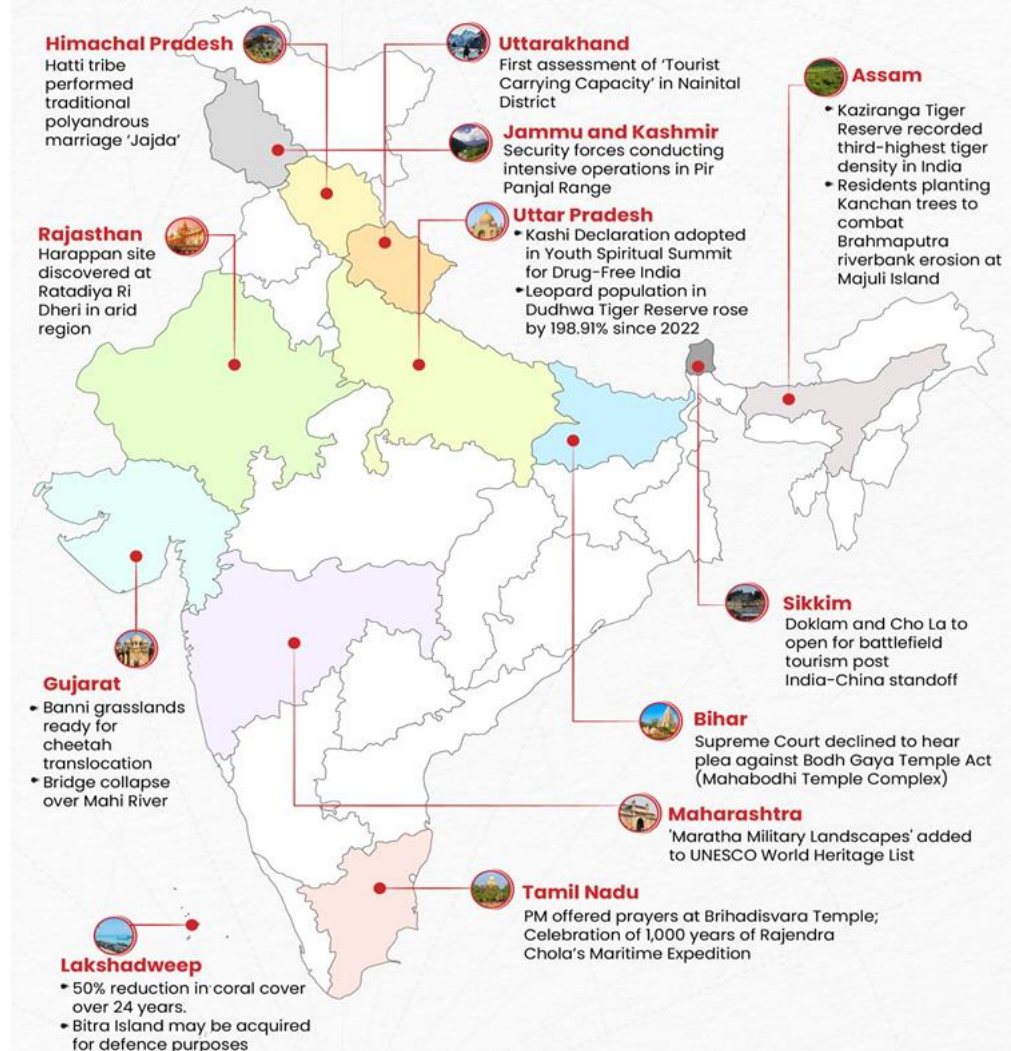 Himachal Pradesh
Hatti tribe
performed
traditional
polyandrous
marriage ‘Jajda’
Uttarakhand
First assessment of ‘Tourist
Carrying Capacity’ in Nainital
District
Jammu and Kashmir
Security forces conducting
intensive operations in Pir
Panjal Range
Assam
Kaziranga Tiger
Reserve recorded
third-highest tiger
density in India
Residents planting
Kanchan trees to
combat
Brahmaputra
riverbank erosion at
Majuli Island
Rajasthan
Harappan site
discovered at
Ratadiya Ri
Dheri in arid
region
Uttar Pradesh
Kashi Declaration adopted
in Youth Spiritual Summit
for Drug-Free India
Leopard population in
Dudhwa Tiger Reserve rose
by 198.91% since 2022
Sikkim
Doklam and Cho La to
open for battlefield
tourism post
India-China standoff
Gujarat
Banni grasslands
ready for
cheetah
translocation
Bridge collapse
over Mahi River
Bihar
Supreme Court declined to hear
plea against Bodh Gaya Temple Act
(Mahabodhi Temple Complex)
Maharashtra
'Maratha Military Landscapes' added
to UNESCO World Heritage List
Tamil Nadu
PM offered prayers at Brihadisvara Temple;
Celebration of 1,000 years of Rajendra
Chola’s Maritime Expedition
Lakshadweep
50% reduction in coral cover
over 24 years.
Bitra Island may be acquired
for defence purposes